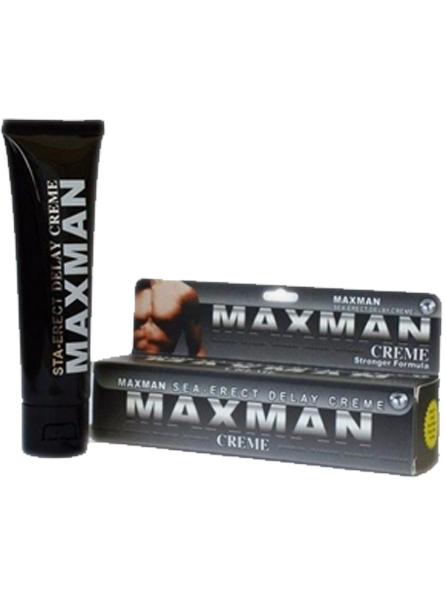 STA-ERECT DELAY CREME
MAXMAN
MAXMAN
SEA-ERECT DELAY CREME
MAXMAN
CREME
Stronger Formula
MAXMAN SEA-ERECT DELAY CREME
MAXMAN
CREME